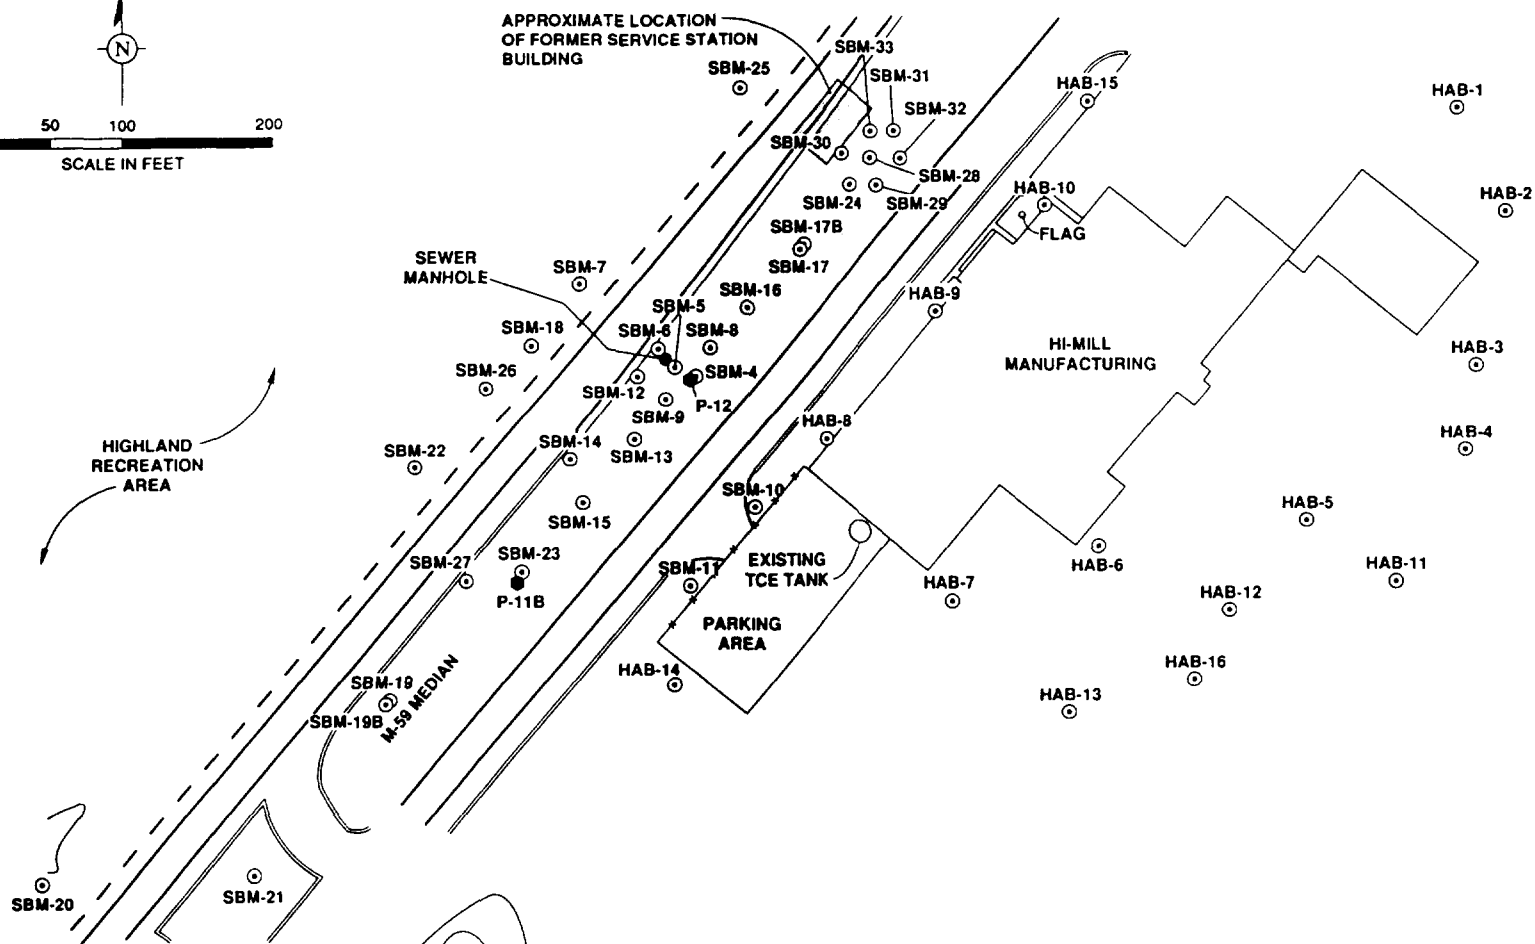 APPROXIMATE LOCATION
OF FORMER SERVICE STATION
BUILDING
N
50 100 200
SCALE IN FEET
SBM-25
SBM-33
SBM-31
SBM-32
SBM-30
SBM-28
SBM-24
SBM-29
HAB-15
HAB-1
HAB-10
HAB-2
FLAG
SBM-17B
SBM-17
SEWER
MANHOLE
SBM-7
SBM-16
SBM-5
HAB-9
SBM-18
SBM-6
SBM-8
HI-MILL
MANUFACTURING
HAB-3
SBM-26
SBM-4
SBM-12
P-12
SBM-9
HAB-8
HAB-4
HIGHLAND
RECREATION
AREA
SBM-22
SBM-14
SBM-13
SBM-10
HAB-5
SBM-15
SBM-27
SBM-23
P-11B
SBM-11
EXISTING
TCE TANK
HAB-7
HAB-6
HAB-11
HAB-12
PARKING
AREA
HAB-14
HAB-16
HAB-13
SBM-19
SBM-19B
M-59 MEDIAN
SBM-20
SBM-21